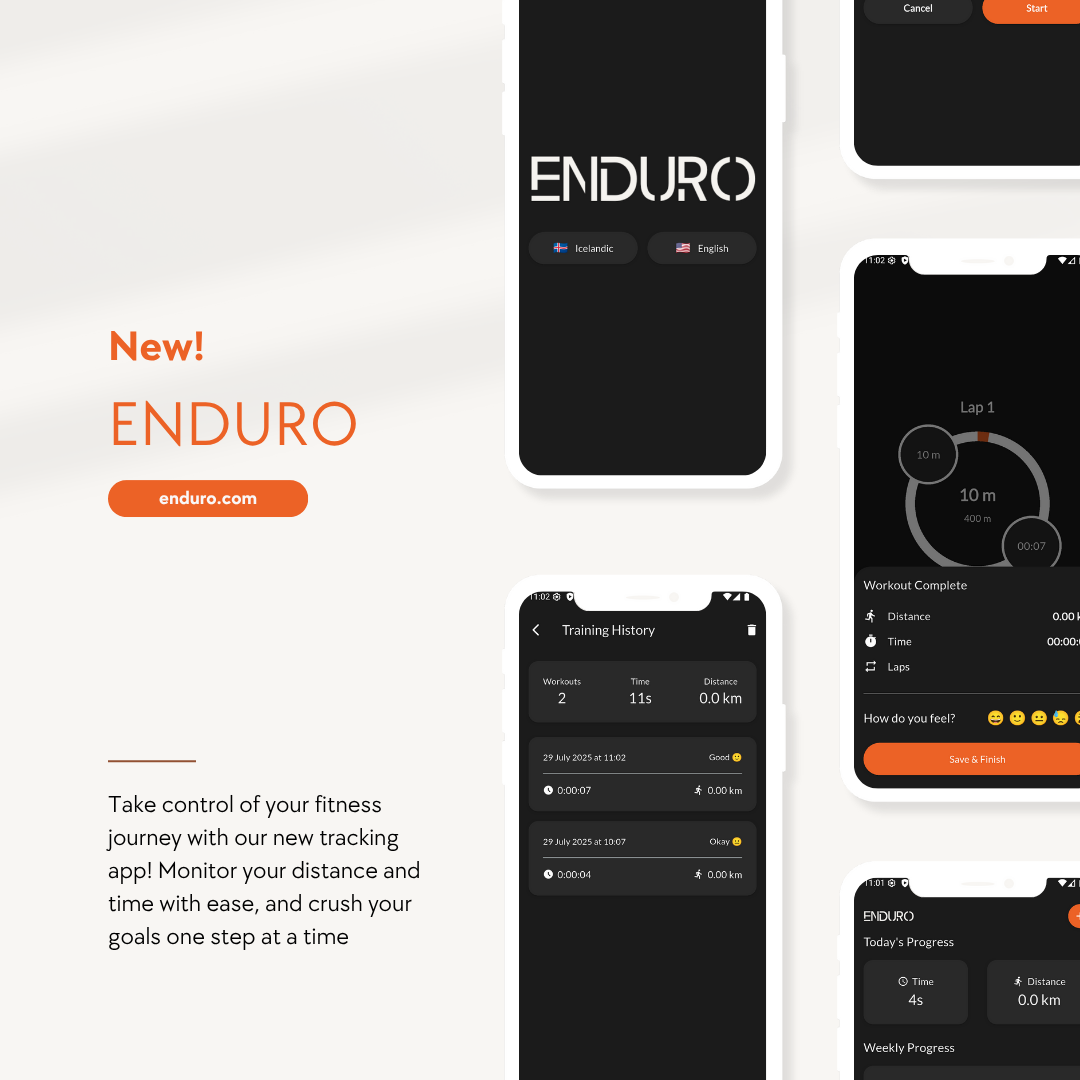 New!
ENDURO
enduro.com
Take control of your fitness
journey with our new tracking
app! Monitor your distance and
time with ease, and crush your
goals one step at a time
ENDURO
Icelandic
English
11:02
Training History
Workouts
Time
Distance
2
11s
0.0 km
29 July 2025 at 11:02
Good
0:00:07
0.00 km
29 July 2025 at 10:07
Okay
0:00:04
0.00 km
Cancel
Start
11:02
Lap 1
10 m
10 m
400 m
00:07
Workout Complete
Distance
0.00
Time
00:00:
Laps
How do you feel?
Save & Finish
11:01
ENDURO
Today's Progress
Time
Distance
4s
0.0 km
Weekly Progress